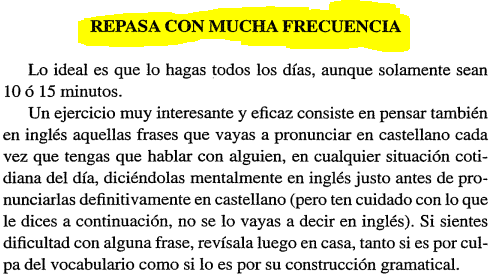 REPASA CON MUCHA FRECUENCIA
Lo ideal es que lo hagas todos los días, aunque solamente sean
10 ó 15 minutos.
Un ejercicio muy interesante y eficaz consiste en pensar también
en inglés aquellas frases que vayas a pronunciar en castellano cada
vez que tengas que hablar con alguien, en cualquier situación coti-
diana del día, diciéndolas mentalmente en inglés justo antes de pro-
nunciarlas definitivamente en castellano (pero ten cuidado con lo que
le dices a continuación, no se lo vayas a decir en inglés). Si sientes
dificultad con alguna frase, revísala luego en casa, tanto si es por cul-
pa del vocabulario como si lo es por su construcción gramatical.